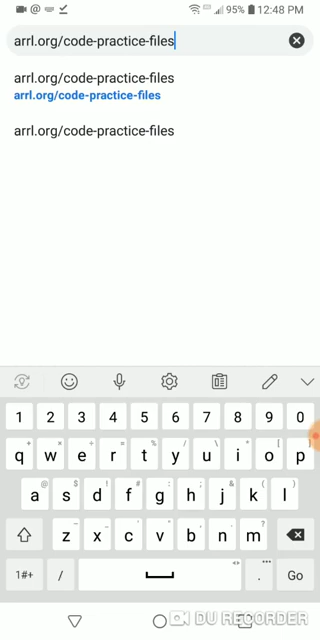 95% 12:48 PM
arrl.org/code-practice-files
arrl.org/code-practice-files
arrl.org/code-practice-files
arrl.org/code-practice-files
1 2 3 4 5 6 7 8 9 0
q w e r t y u i o p
a s d f g h j k l
z x c v b n m
1#+ / . Go
DU RECORDER